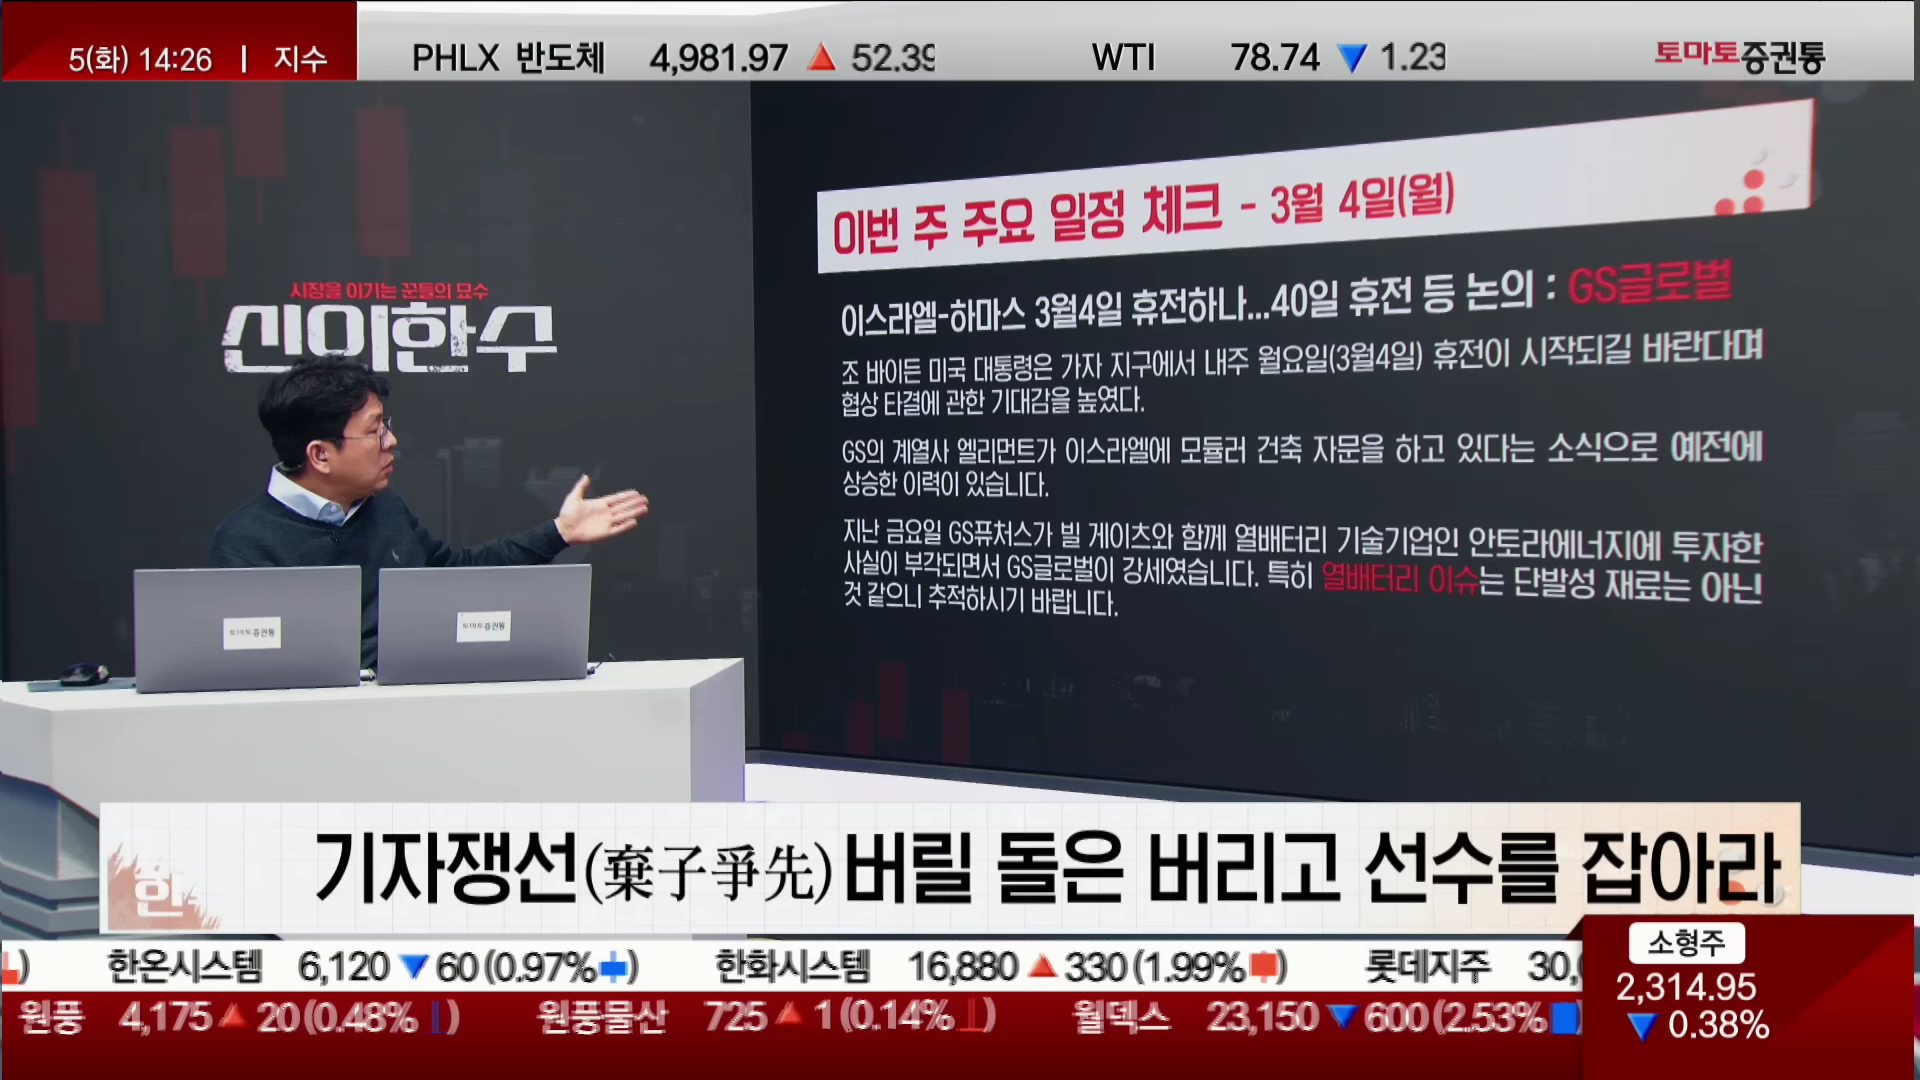 5(화) 14:26 | 지수
PHLX 반도체 4,981.97 ▲ 52.39
WTI 78.74 ▼ 1.23
토마토증권통
이번 주 주요 일정 체크 - 3월 4일(월)
이스라엘-하마스 3월4일 휴전하나...40일 휴전 등 논의 : GS글로벌
조 바이든 미국 대통령은 가자 지구에서 내주 월요일(3월4일) 휴전이 시작되길 바란다며
협상 타결에 관한 기대감을 높였다.
GS의 계열사 엘리먼트가 이스라엘에 모듈러 건축 자문을 하고 있다는 소식으로 예전에
상승한 이력이 있습니다.
지난 금요일 GS퓨처스가 빌 게이츠와 함께 열배터리 기술기업인 안토라에너지에 투자한
사실이 부각되면서 GS글로벌이 강세였습니다. 특히 열배터리 이슈는 단발성 재료는 아닌
것 같으니 추적하시기 바랍니다.
시장을 이기는 꾼들의 묘수
신의한수
토마토증권통
토마토증권통
한
기자쟁선(棄子爭先) 버릴 돌은 버리고 선수를 잡아라
) 한온시스템 6,120 ▼ 60(0.97%) 한화시스템 16,880 ▲ 330(1.99%) 롯데지주 30,
원풍 4,175 ▲ 20(0.48%) 원풍물산 725 ▲ 1(0.14%) 월덱스 23,150 ▼ 600(2.53%
소형주
2,314.95
▼ 0.38%